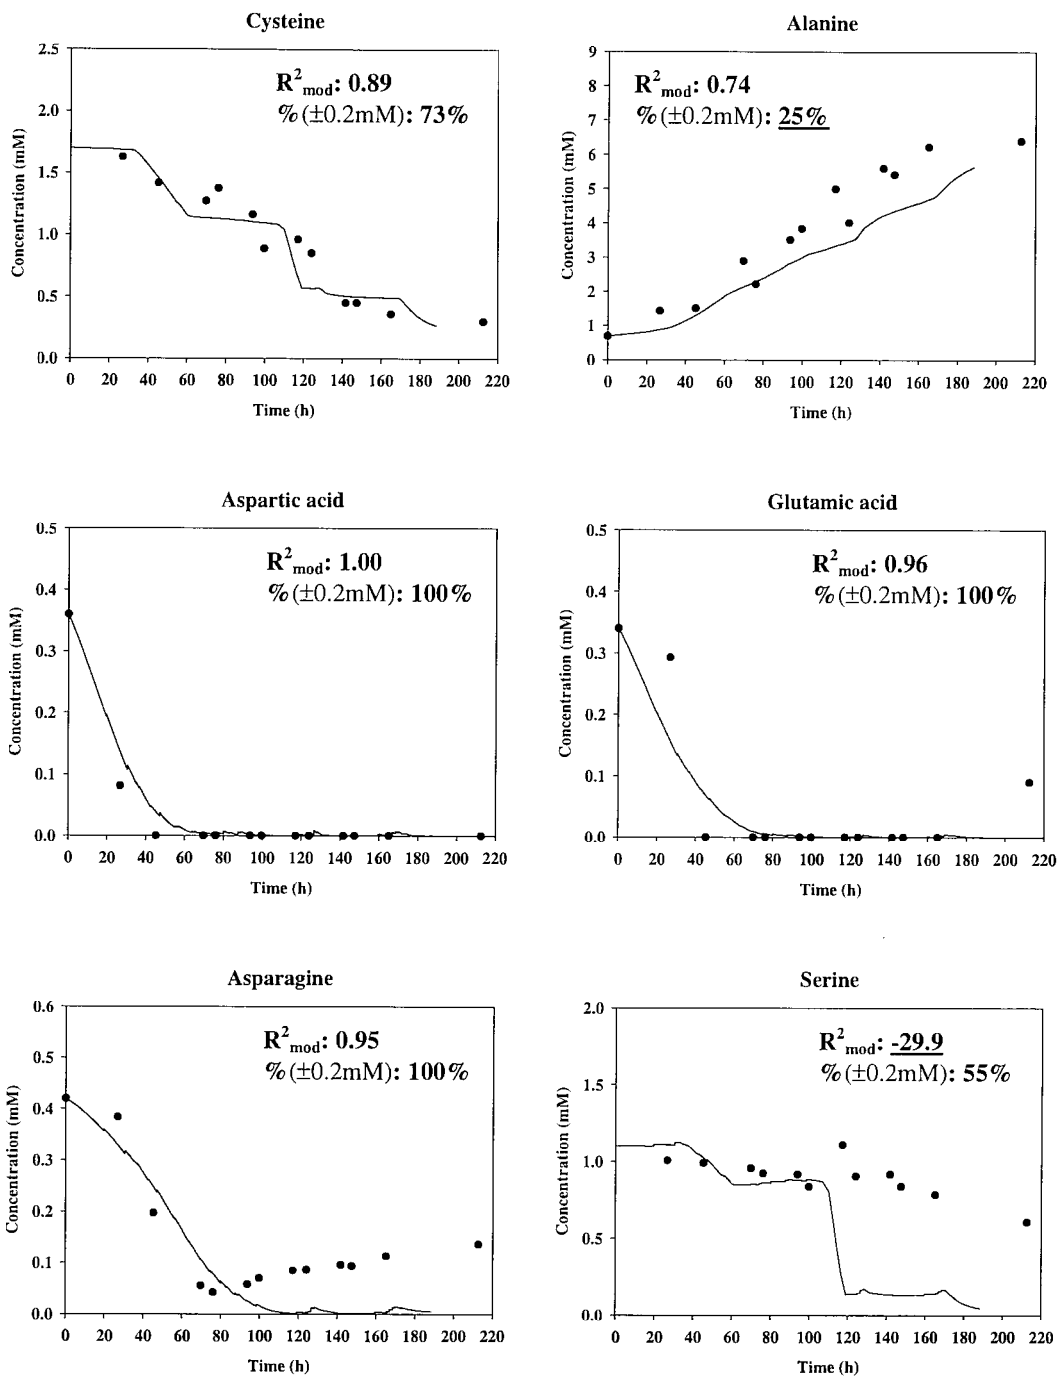 Cysteine
R²mod: 0.89
%(±0.2mM): 73%
2.5
2.0
1.5
1.0
0.5
0.0
Concentration (mM)
0 20 40 60 80 100 120 140 160 180 200 220
Time (h)
Alanine
R²mod: 0.74
%(±0.2mM): 25%
9
8
7
6
5
4
3
2
1
0
Concentration (mM)
0 20 40 60 80 100 120 140 160 180 200 220
Time (h)
Aspartic acid
R²mod: 1.00
%(±0.2mM): 100%
0.5
0.4
0.3
0.2
0.1
0.0
Concentration (mM)
0 20 40 60 80 100 120 140 160 180 200 220
Time (h)
Glutamic acid
R²mod: 0.96
%(±0.2mM): 100%
0.5
0.4
0.3
0.2
0.1
0.0
Concentration (mM)
0 20 40 60 80 100 120 140 160 180 200 220
Time (h)
Asparagine
R²mod: 0.95
%(±0.2mM): 100%
0.6
0.5
0.4
0.3
0.2
0.1
0.0
Concentration (mM)
0 20 40 60 80 100 120 140 160 180 200 220
Time (h)
Serine
R²mod: -29.9
%(±0.2mM): 55%
2.0
1.5
1.0
0.5
0.0
Concentration (mM)
0 20 40 60 80 100 120 140 160 180 200 220
Time (h)